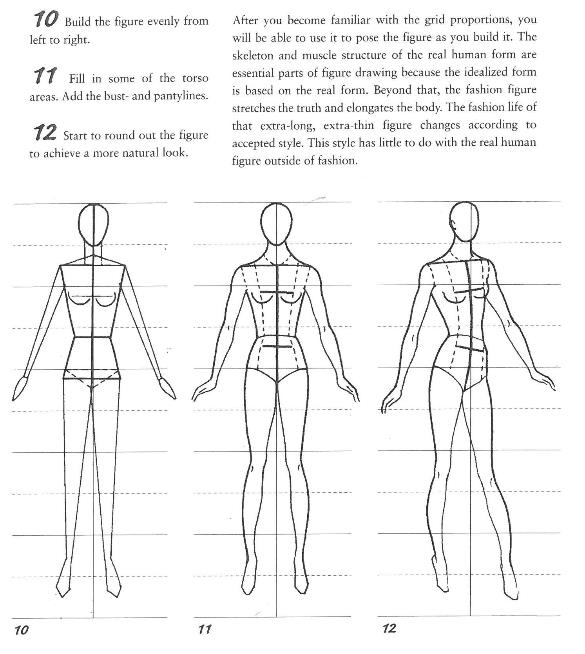 10 Build the figure evenly from
left to right.
11 Fill in some of the torso
areas. Add the bust- and pantylines.
12 Start to round out the figure
to achieve a more natural look.
After you become familiar with the grid proportions, you
will be able to use it to pose the figure as you build it. The
skeleton and muscle structure of the real human form are
essential parts of figure drawing because the idealized form
is based on the real form. Beyond that, the fashion figure
stretches the truth and elongates the body. The fashion life of
that extra-long, extra-thin figure changes according to
accepted style. This style has little to do with the real human
figure outside of fashion.
10
11
12